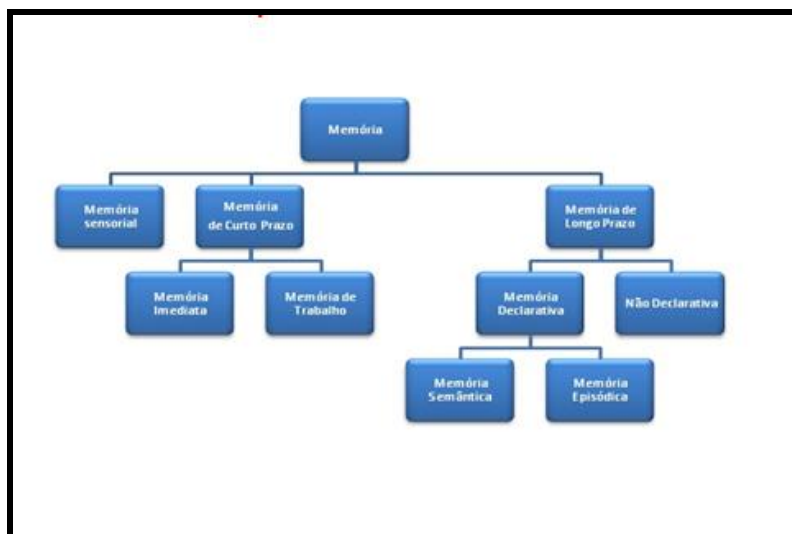 Memória
Memória
sensorial
Memória
de Curto Prazo
Memória de
Longo Prazo
Memória
Imediata
Memória de
Trabalho
Memória
Declarativa
Não Declarativa
Memória
Semântica
Memória
Episódica